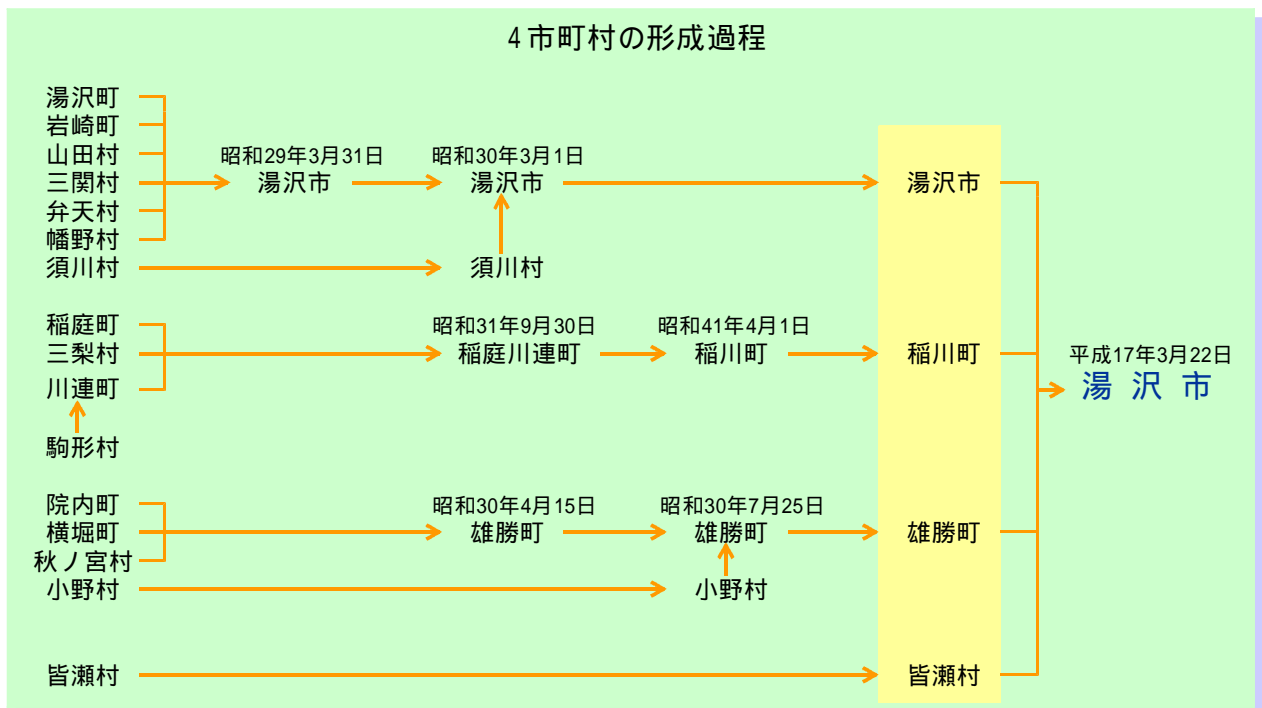 4市町村の形成過程
湯沢町
岩崎町
山田村
三関村
弁天村
幡野村
須川村
昭和29年3月31日
湯沢市
昭和30年3月1日
湯沢市
須川村
湯沢市
稲庭町
三梨村
川連町
駒形村
昭和31年9月30日
稲庭川連町
昭和41年4月1日
稲川町
稲川町
院内町
横堀町
秋ノ宮村
小野村
昭和30年4月15日
雄勝町
昭和30年7月25日
雄勝町
小野村
雄勝町
皆瀬村
皆瀬村
平成17年3月22日
湯沢市